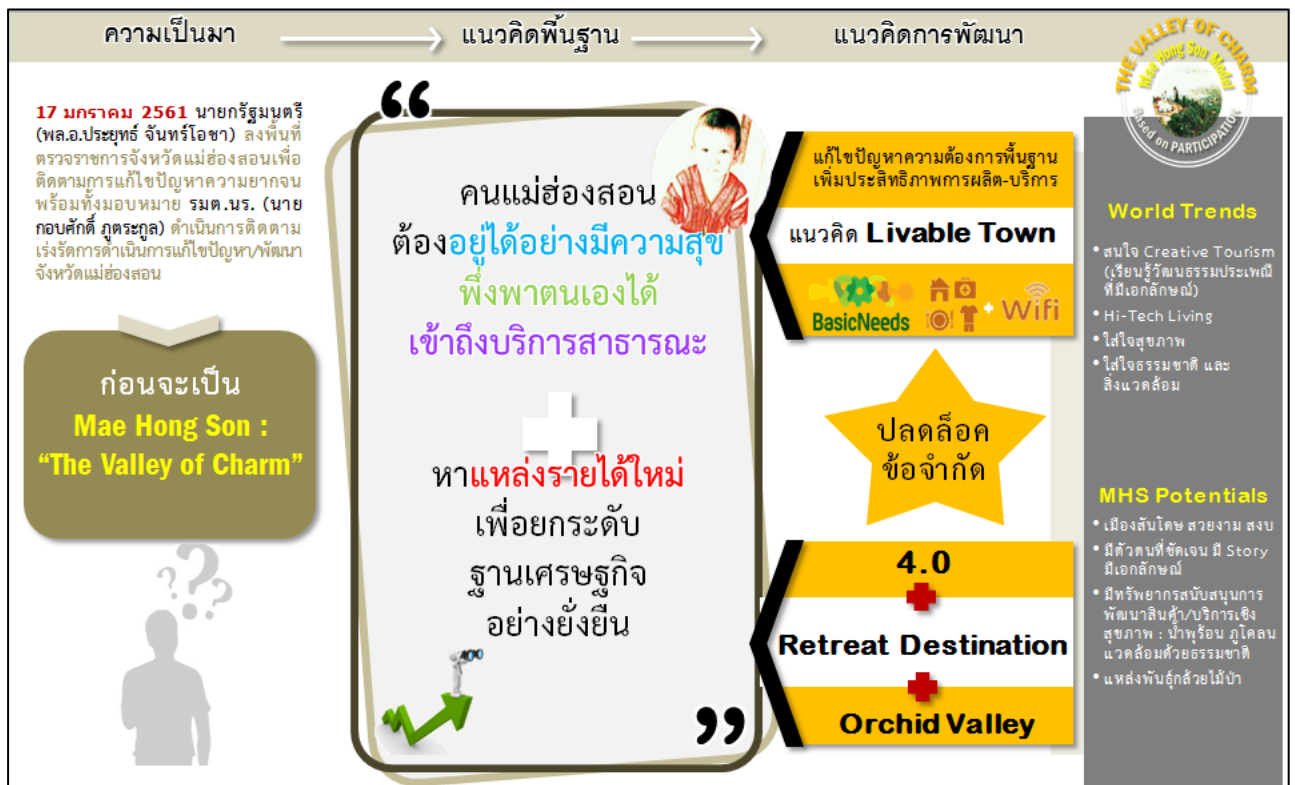 ความเป็นมา
แนวคิดพื้นฐาน
แนวคิดการพัฒนา
THE VALLEY OF CHARM
Mae Hong Son Model
Based on PARTICIPATION
17 มกราคม 2561 นายกรัฐมนตรี
(พล.อ.ประยุทธ์ จันทร์โอชา) ลงพื้นที่
ตรวจราชการจังหวัดแม่ฮ่องสอนเพื่อ
ติดตามการแก้ไขปัญหาความยากจน
พร้อมทั้งมอบหมาย รมต.นร. (นาย
กอบศักดิ์ ภูตระกูล) ดำเนินการติดตาม
เร่งรัดการดำเนินการแก้ไขปัญหา/พัฒนา
จังหวัดแม่ฮ่องสอน
ก่อนจะเป็น
Mae Hong Son :
“The Valley of Charm”
???
“
คนแม่ฮ่องสอน
ต้องอยู่ได้อย่างมีความสุข
พึ่งพาตนเองได้
เข้าถึงบริการสาธารณะ
หาแหล่งรายได้ใหม่
เพื่อยกระดับ
ฐานเศรษฐกิจ
อย่างยั่งยืน
”
แก้ไขปัญหาความต้องการพื้นฐาน
เพิ่มประสิทธิภาพการผลิต-บริการ
แนวคิด Livable Town
BasicNeeds + Wifi
ปลดล็อค
ข้อจำกัด
4.0
Retreat Destination
Orchid Valley
World Trends
• สนใจ Creative Tourism
(เรียนรู้วัฒนธรรมประเพณี
ที่มีเอกลักษณ์)
• Hi-Tech Living
• ใส่ใจสุขภาพ
• ใส่ใจธรรมชาติ และ
สิ่งแวดล้อม
MHS Potentials
• เมืองสันโดษ สวยงาม สงบ
• มีตัวตนที่ชัดเจน มี Story
มีเอกลักษณ์
• มีทรัพยากรสนับสนุนการ
พัฒนาสินค้า/บริการเชิง
สุขภาพ : น้ำพุร้อน ภูโคลน
แวดล้อมด้วยธรรมชาติ
• แหล่งพันธุ์กล้วยไม้ป่า